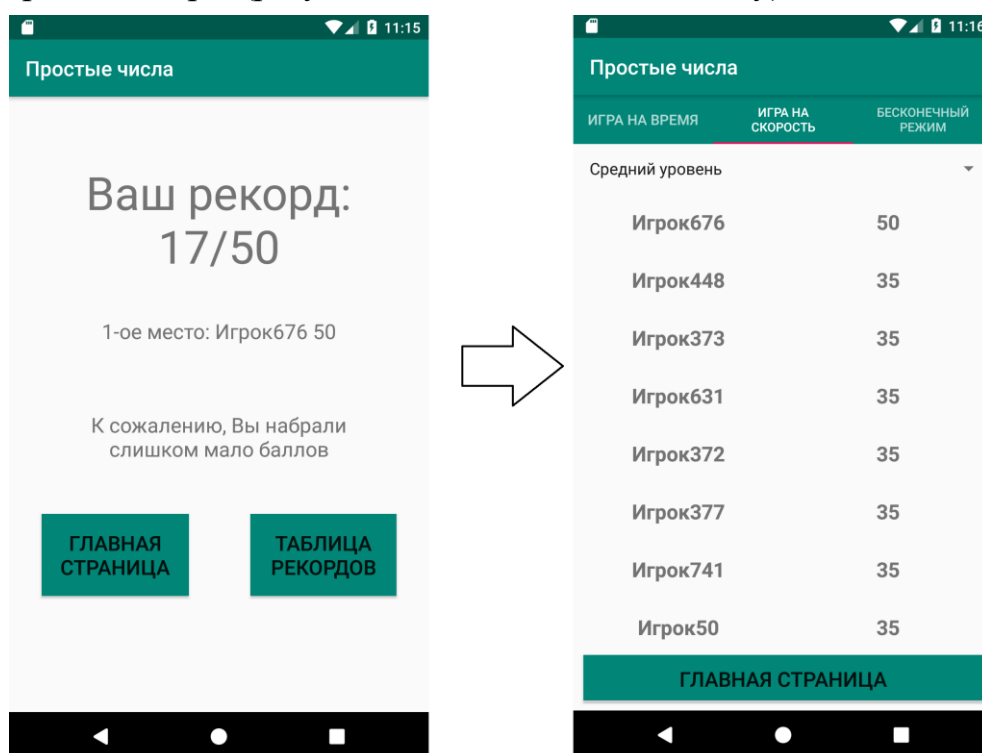 11:15
Простые числа
Ваш рекорд:
17/50
1-ое место: Игрок676 50
К сожалению, Вы набрали
слишком мало баллов
ГЛАВНАЯ
СТРАНИЦА
ТАБЛИЦА
РЕКОРДОВ
11:16
Простые числа
ИГРА НА ВРЕМЯ
ИГРА НА
СКОРОСТЬ
БЕСКОНЕЧНЫЙ
РЕЖИМ
Средний уровень
Игрок676 50
Игрок448 35
Игрок373 35
Игрок631 35
Игрок372 35
Игрок377 35
Игрок741 35
Игрок50 35
ГЛАВНАЯ СТРАНИЦА